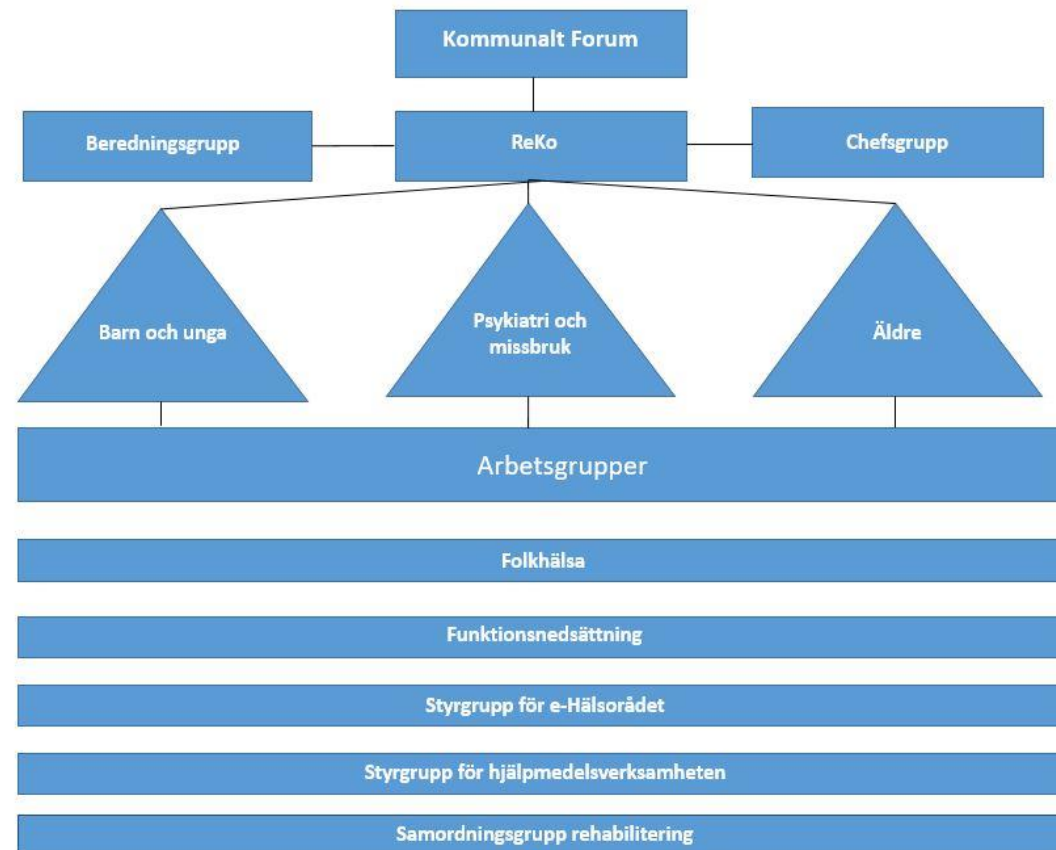 Kommunalt Forum
Beredningsgrupp
ReKo
Chefsgrupp
Barn och unga
Psykiatri och
missbruk
Äldre
Arbetsgrupper
Folkhälsa
Funktionsnedsättning
Styrgrupp för e-Hälsorådet
Styrgrupp för hjälpmedelsverksamheten
Samordningsgrupp rehabilitering